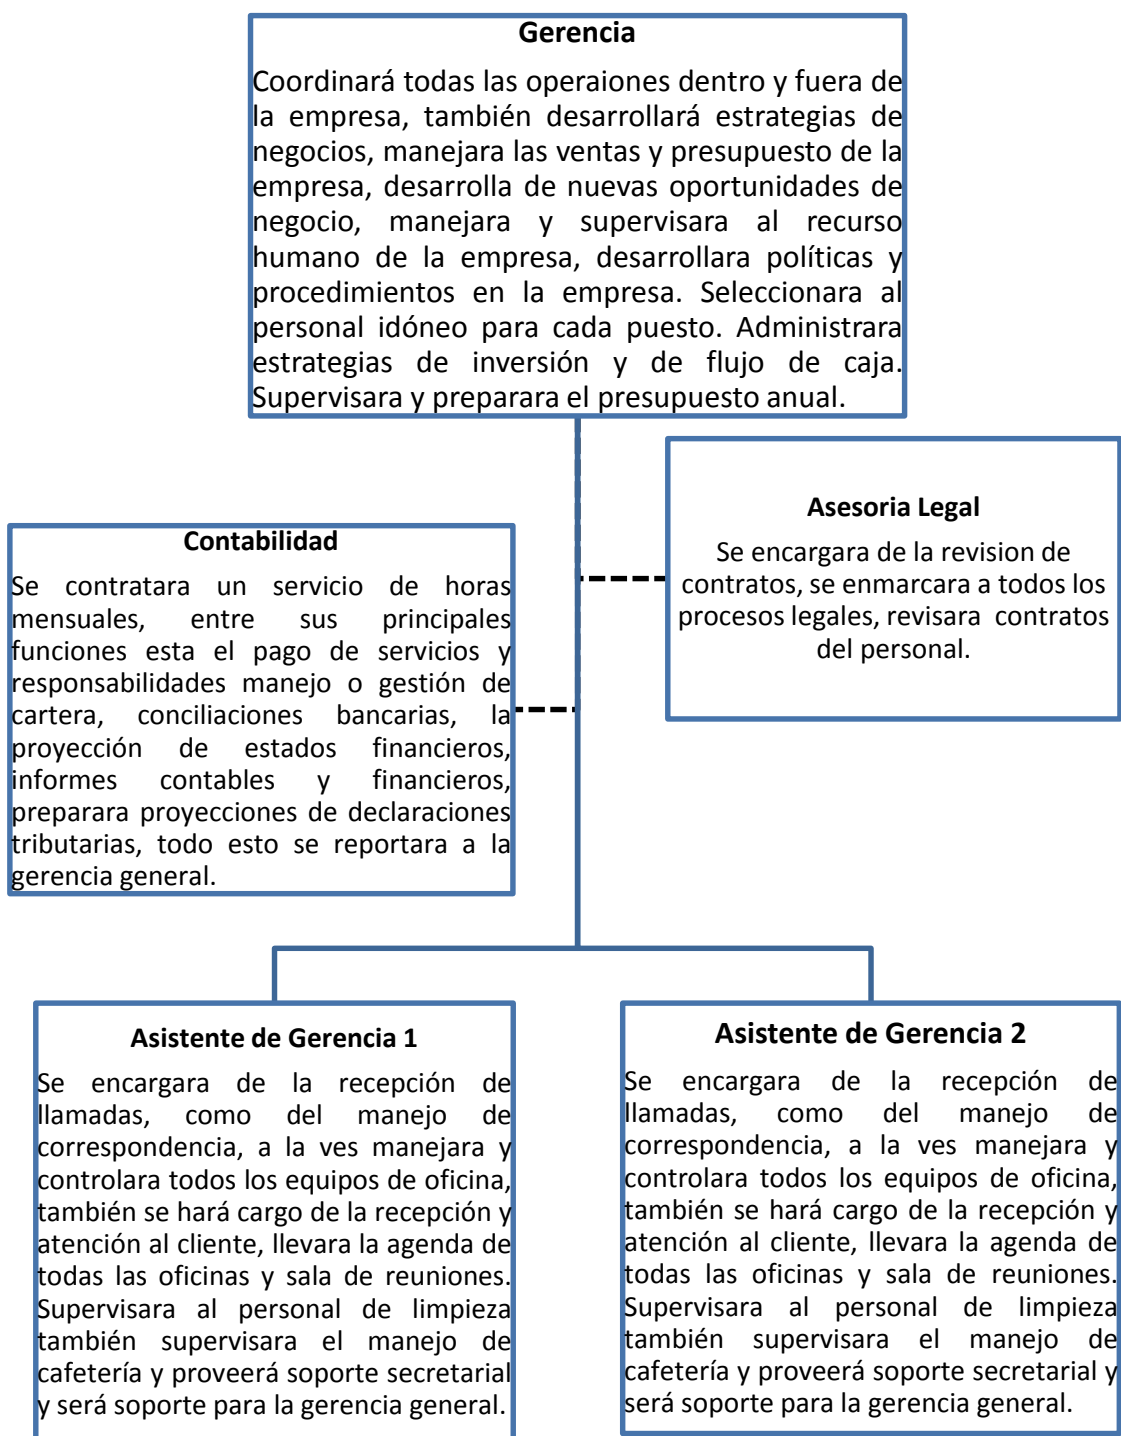 Gerencia
Coordinará todas las operaiones dentro y fuera de
la empresa, también desarrollará estrategias de
negocios, manejara las ventas y presupuesto de la
empresa, desarrolla de nuevas oportunidades de
negocio, manejara y supervisara al recurso
humano de la empresa, desarrollara políticas y
procedimientos en la empresa. Seleccionara al
personal idóneo para cada puesto. Administrara
estrategias de inversión y de flujo de caja.
Supervisara y preparara el presupuesto anual.
Asesoria Legal
Se encargara de la revision de
contratos, se enmarcara a todos los
procesos legales, revisara contratos
del personal.
Contabilidad
Se contratara un servicio de horas
mensuales, entre sus principales
funciones esta el pago de servicios y
responsabilidades manejo o gestión de
cartera, conciliaciones bancarias, la
proyección de estados financieros,
informes contables y financieros,
preparara proyecciones de declaraciones
tributarias, todo esto se reportara a la
gerencia general.
Asistente de Gerencia 1
Se encargara de la recepción de
llamadas, como del manejo de
correspondencia, a la ves manejara y
controlara todos los equipos de oficina,
también se hará cargo de la recepción y
atención al cliente, llevara la agenda de
todas las oficinas y sala de reuniones.
Supervisara al personal de limpieza
también supervisara el manejo de
cafetería y proveerá soporte secretarial
y será soporte para la gerencia general.
Asistente de Gerencia 2
Se encargara de la recepción de
llamadas, como del manejo de
correspondencia, a la ves manejara y
controlara todos los equipos de oficina,
también se hará cargo de la recepción y
atención al cliente, llevara la agenda de
todas las oficinas y sala de reuniones.
Supervisara al personal de limpieza
también supervisara el manejo de
cafetería y proveerá soporte secretarial y
será soporte para la gerencia general.